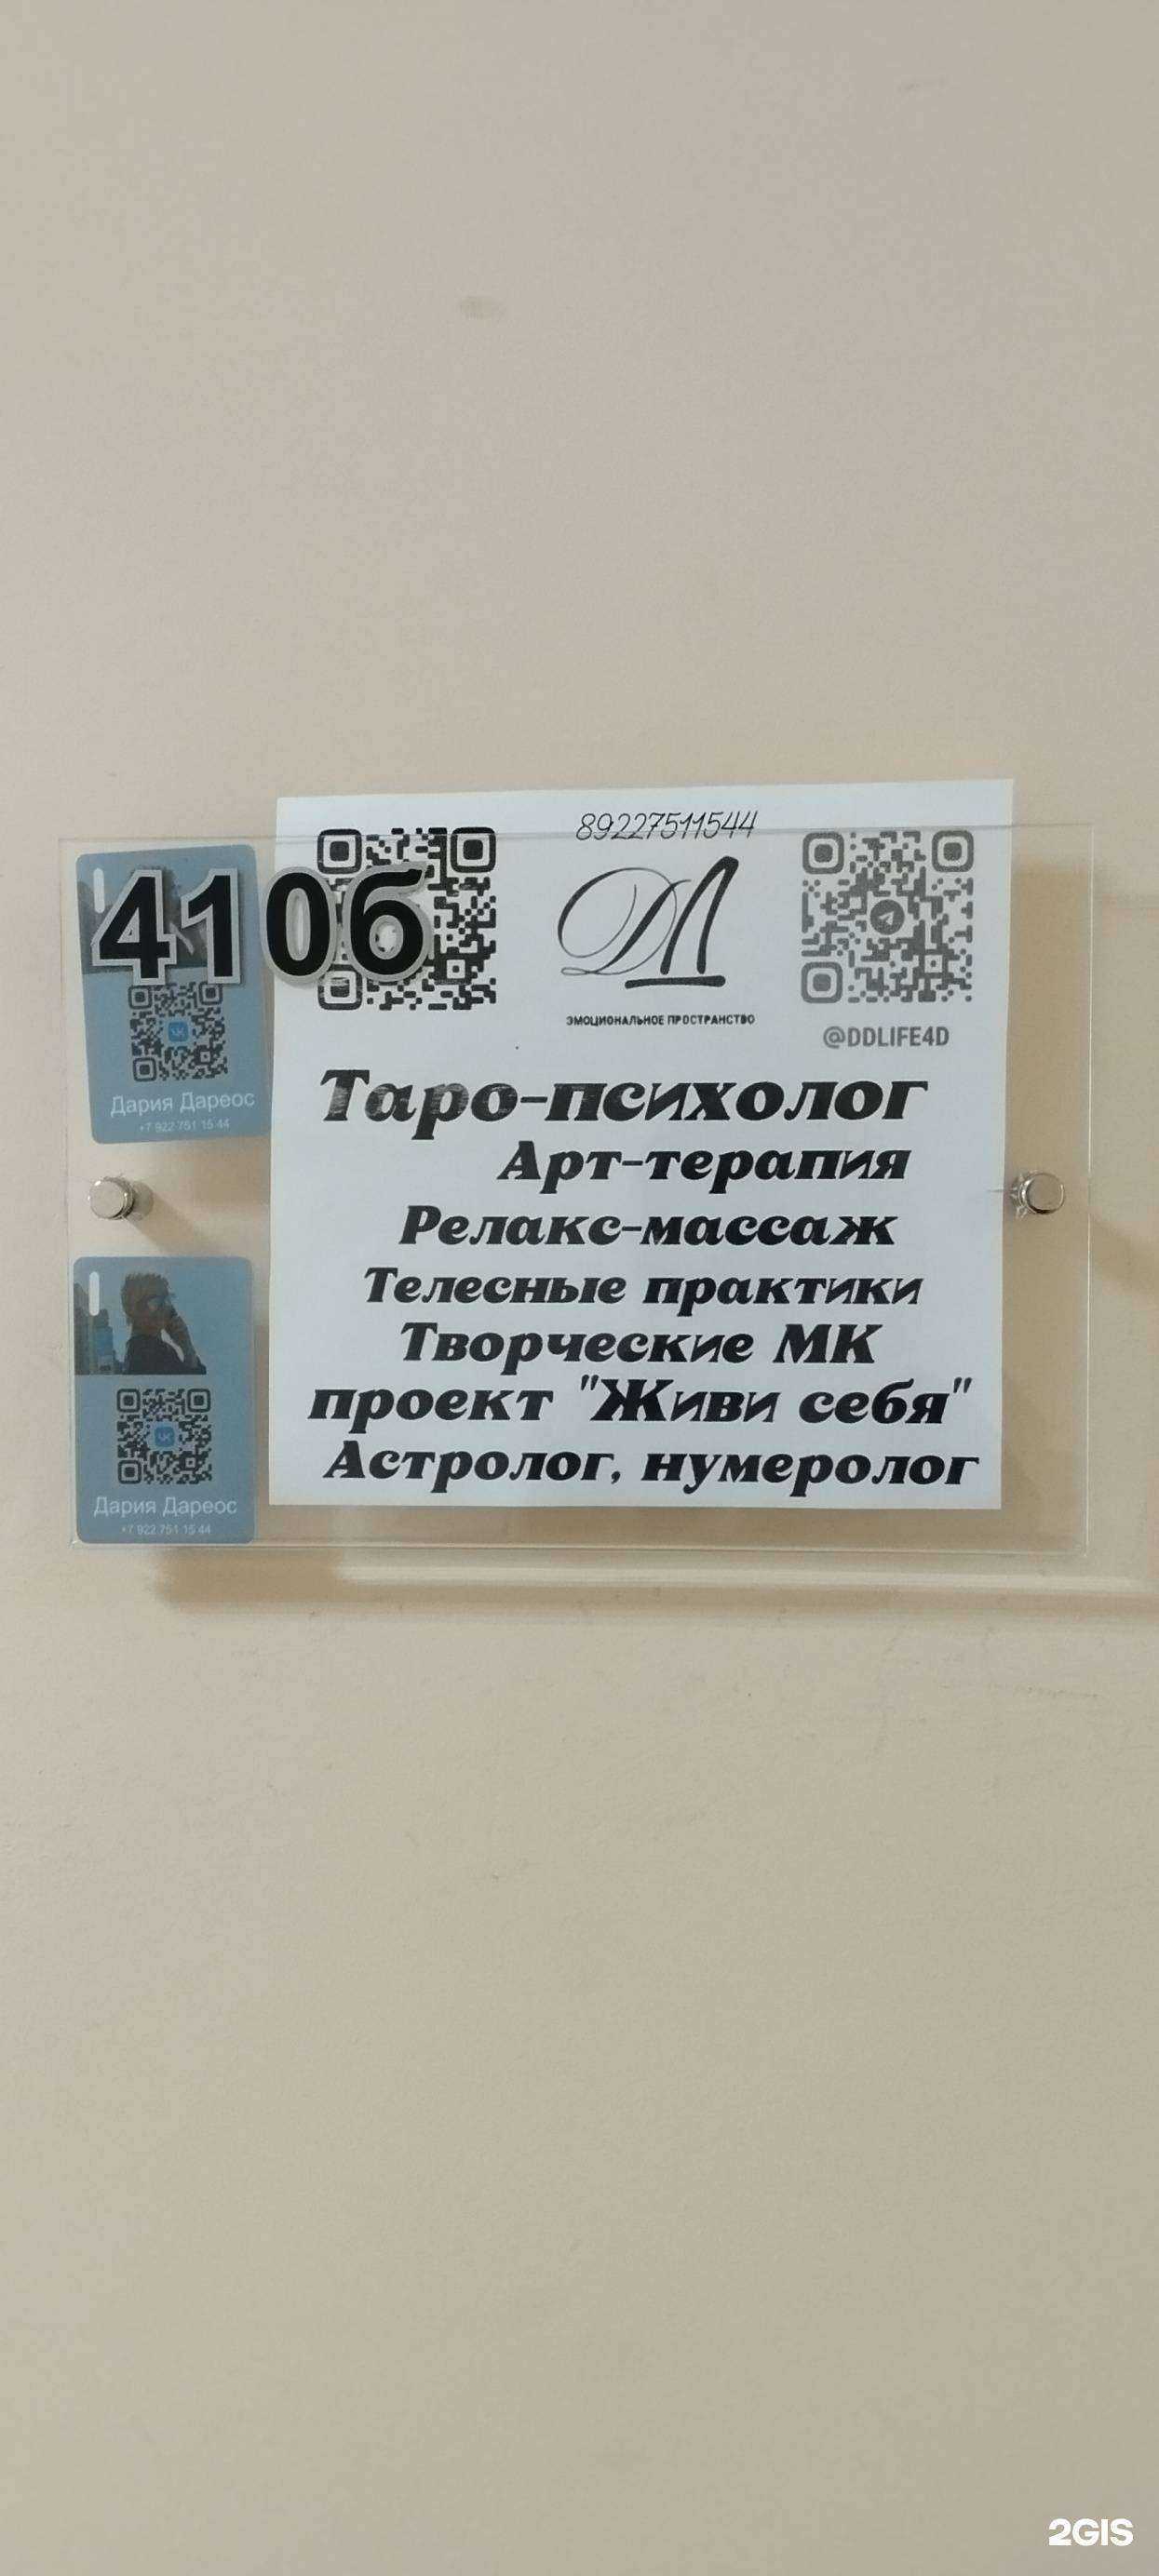 410б
Дария Дареос
+7 922 751 15 44
Дария Дареос
+7 922 751 15 44
89227511544
ДЛ
ЭМОЦИОНАЛЬНОЕ ПРОСТРАНСТВО
@DDLIFE4D
Таро-психолог
Арт-терапия
Релакс-массаж
Телесные практики
Творческие МК
проект "Живи себя"
Астролог, нумеролог
2GIS